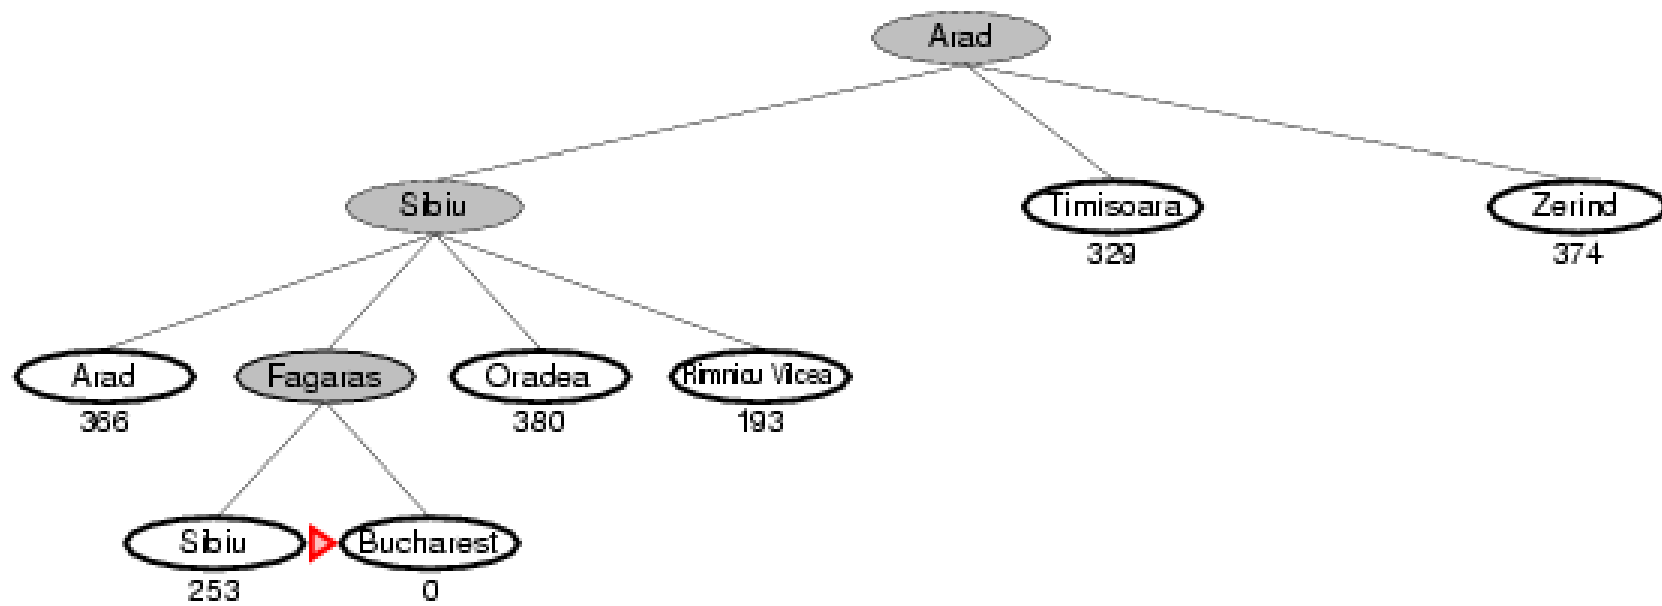 Arad
Sibiu
Timisoara
Zerind
329
374
Arad
Fagaras
Oradea
Rimnicu Vilcea
366
380
193
Sibiu
Bucharest
253
0